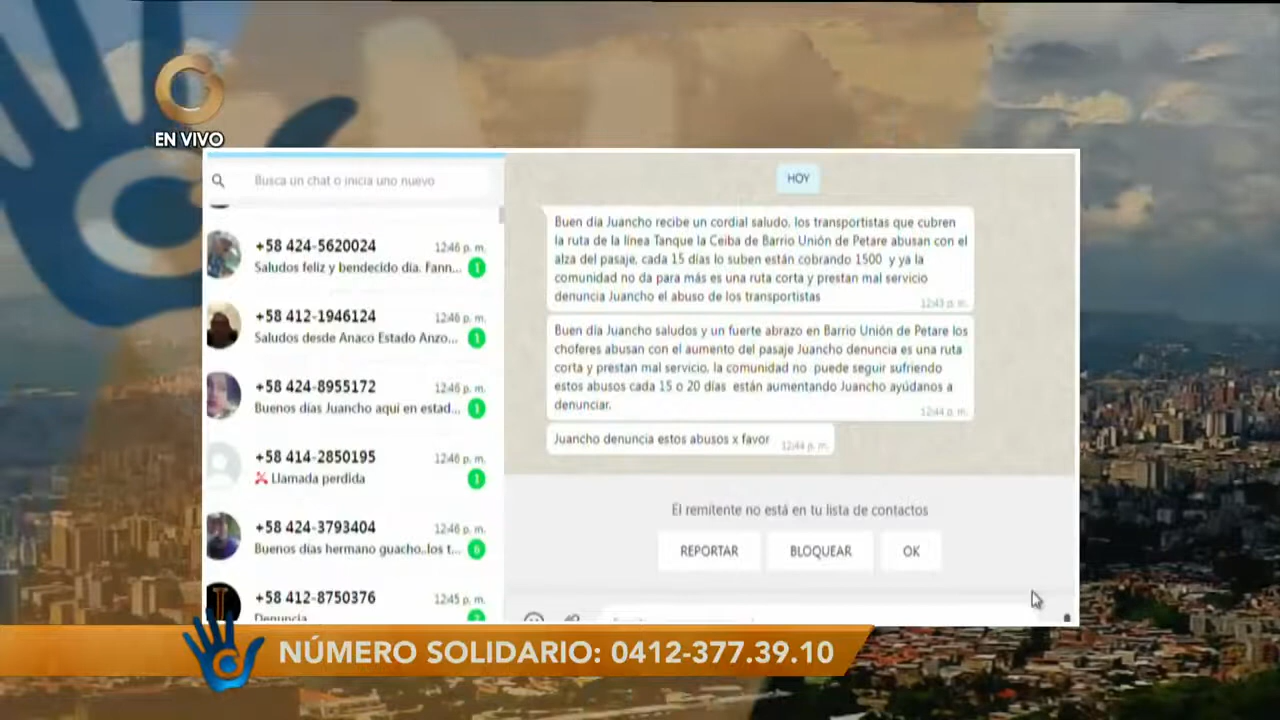 EN VIVO
Busca un chat o inicia uno nuevo
+58 424-5620024 12:46 p. m.
Saludos feliz y bendecido día. Fann... 1
+58 412-1946124 12:46 p. m.
Saludos desde Anaco Estado Anzo... 1
+58 424-8955172 12:46 p. m.
Buenos días Juancho aquí en estad... 1
+58 414-2850195 12:46 p. m.
Llamada perdida 1
+58 424-3793404 12:46 p. m.
Buenos días hermano guacho..los t... 6
+58 412-8750376 12:45 p. m.
Denuncia
HOY
Buen día Juancho recibe un cordial saludo, los transportistas que cubren
la ruta de la línea Tanque la Ceiba de Barrio Unión de Petare abusan con el
alza del pasaje, cada 15 días lo suben están cobrando 1500 y ya la
comunidad no da para más es una ruta corta y prestan mal servicio
denuncia Juancho el abuso de los transportistas
12:43 p. m.
Buen día Juancho saludos y un fuerte abrazo en Barrio Unión de Petare los
choferes abusan con el aumento del pasaje Juancho denuncia es una ruta
corta y prestan mal servicio, la comunidad no puede seguir sufriendo
estos abusos cada 15 o 20 días están aumentando Juancho ayúdanos a
denunciar.
12:44 p. m.
Juancho denuncia estos abusos x favor 12:44 p. m.
El remitente no está en tu lista de contactos
REPORTAR BLOQUEAR OK
NÚMERO SOLIDARIO: 0412-377.39.10